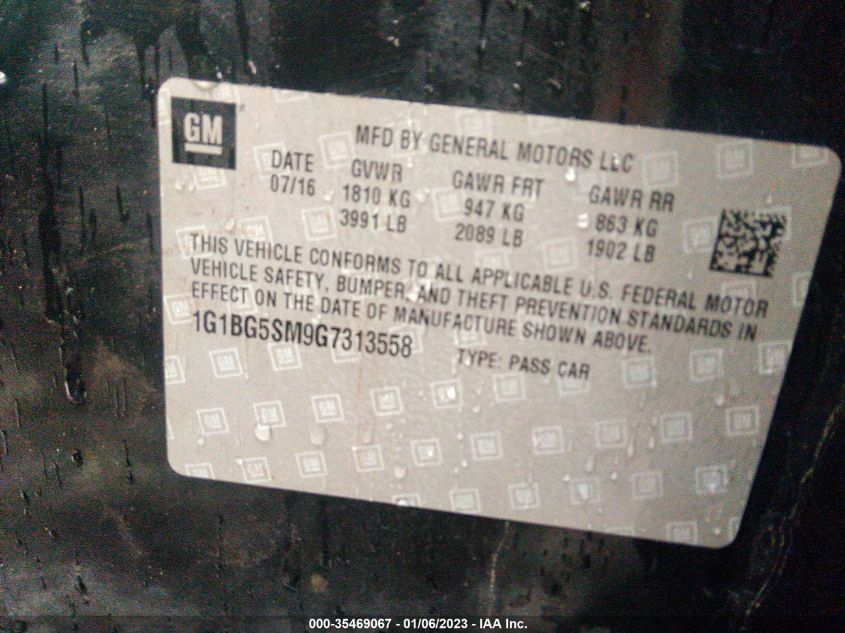 GM
MFD BY GENERAL MOTORS LLC
DATE GVWR GAWR FRT GAWR RR
07/16 1810 KG 947 KG 863 KG
3991 LB 2089 LB 1902 LB
THIS VEHICLE CONFORMS TO ALL APPLICABLE U.S. FEDERAL MOTOR
VEHICLE SAFETY, BUMPER, AND THEFT PREVENTION STANDARDS IN
EFFECT ON THE DATE OF MANUFACTURE SHOWN ABOVE.
1G1BG5SM9G7313558 TYPE: PASS CAR
000-35469067 - 01/06/2023 - IAA Inc.